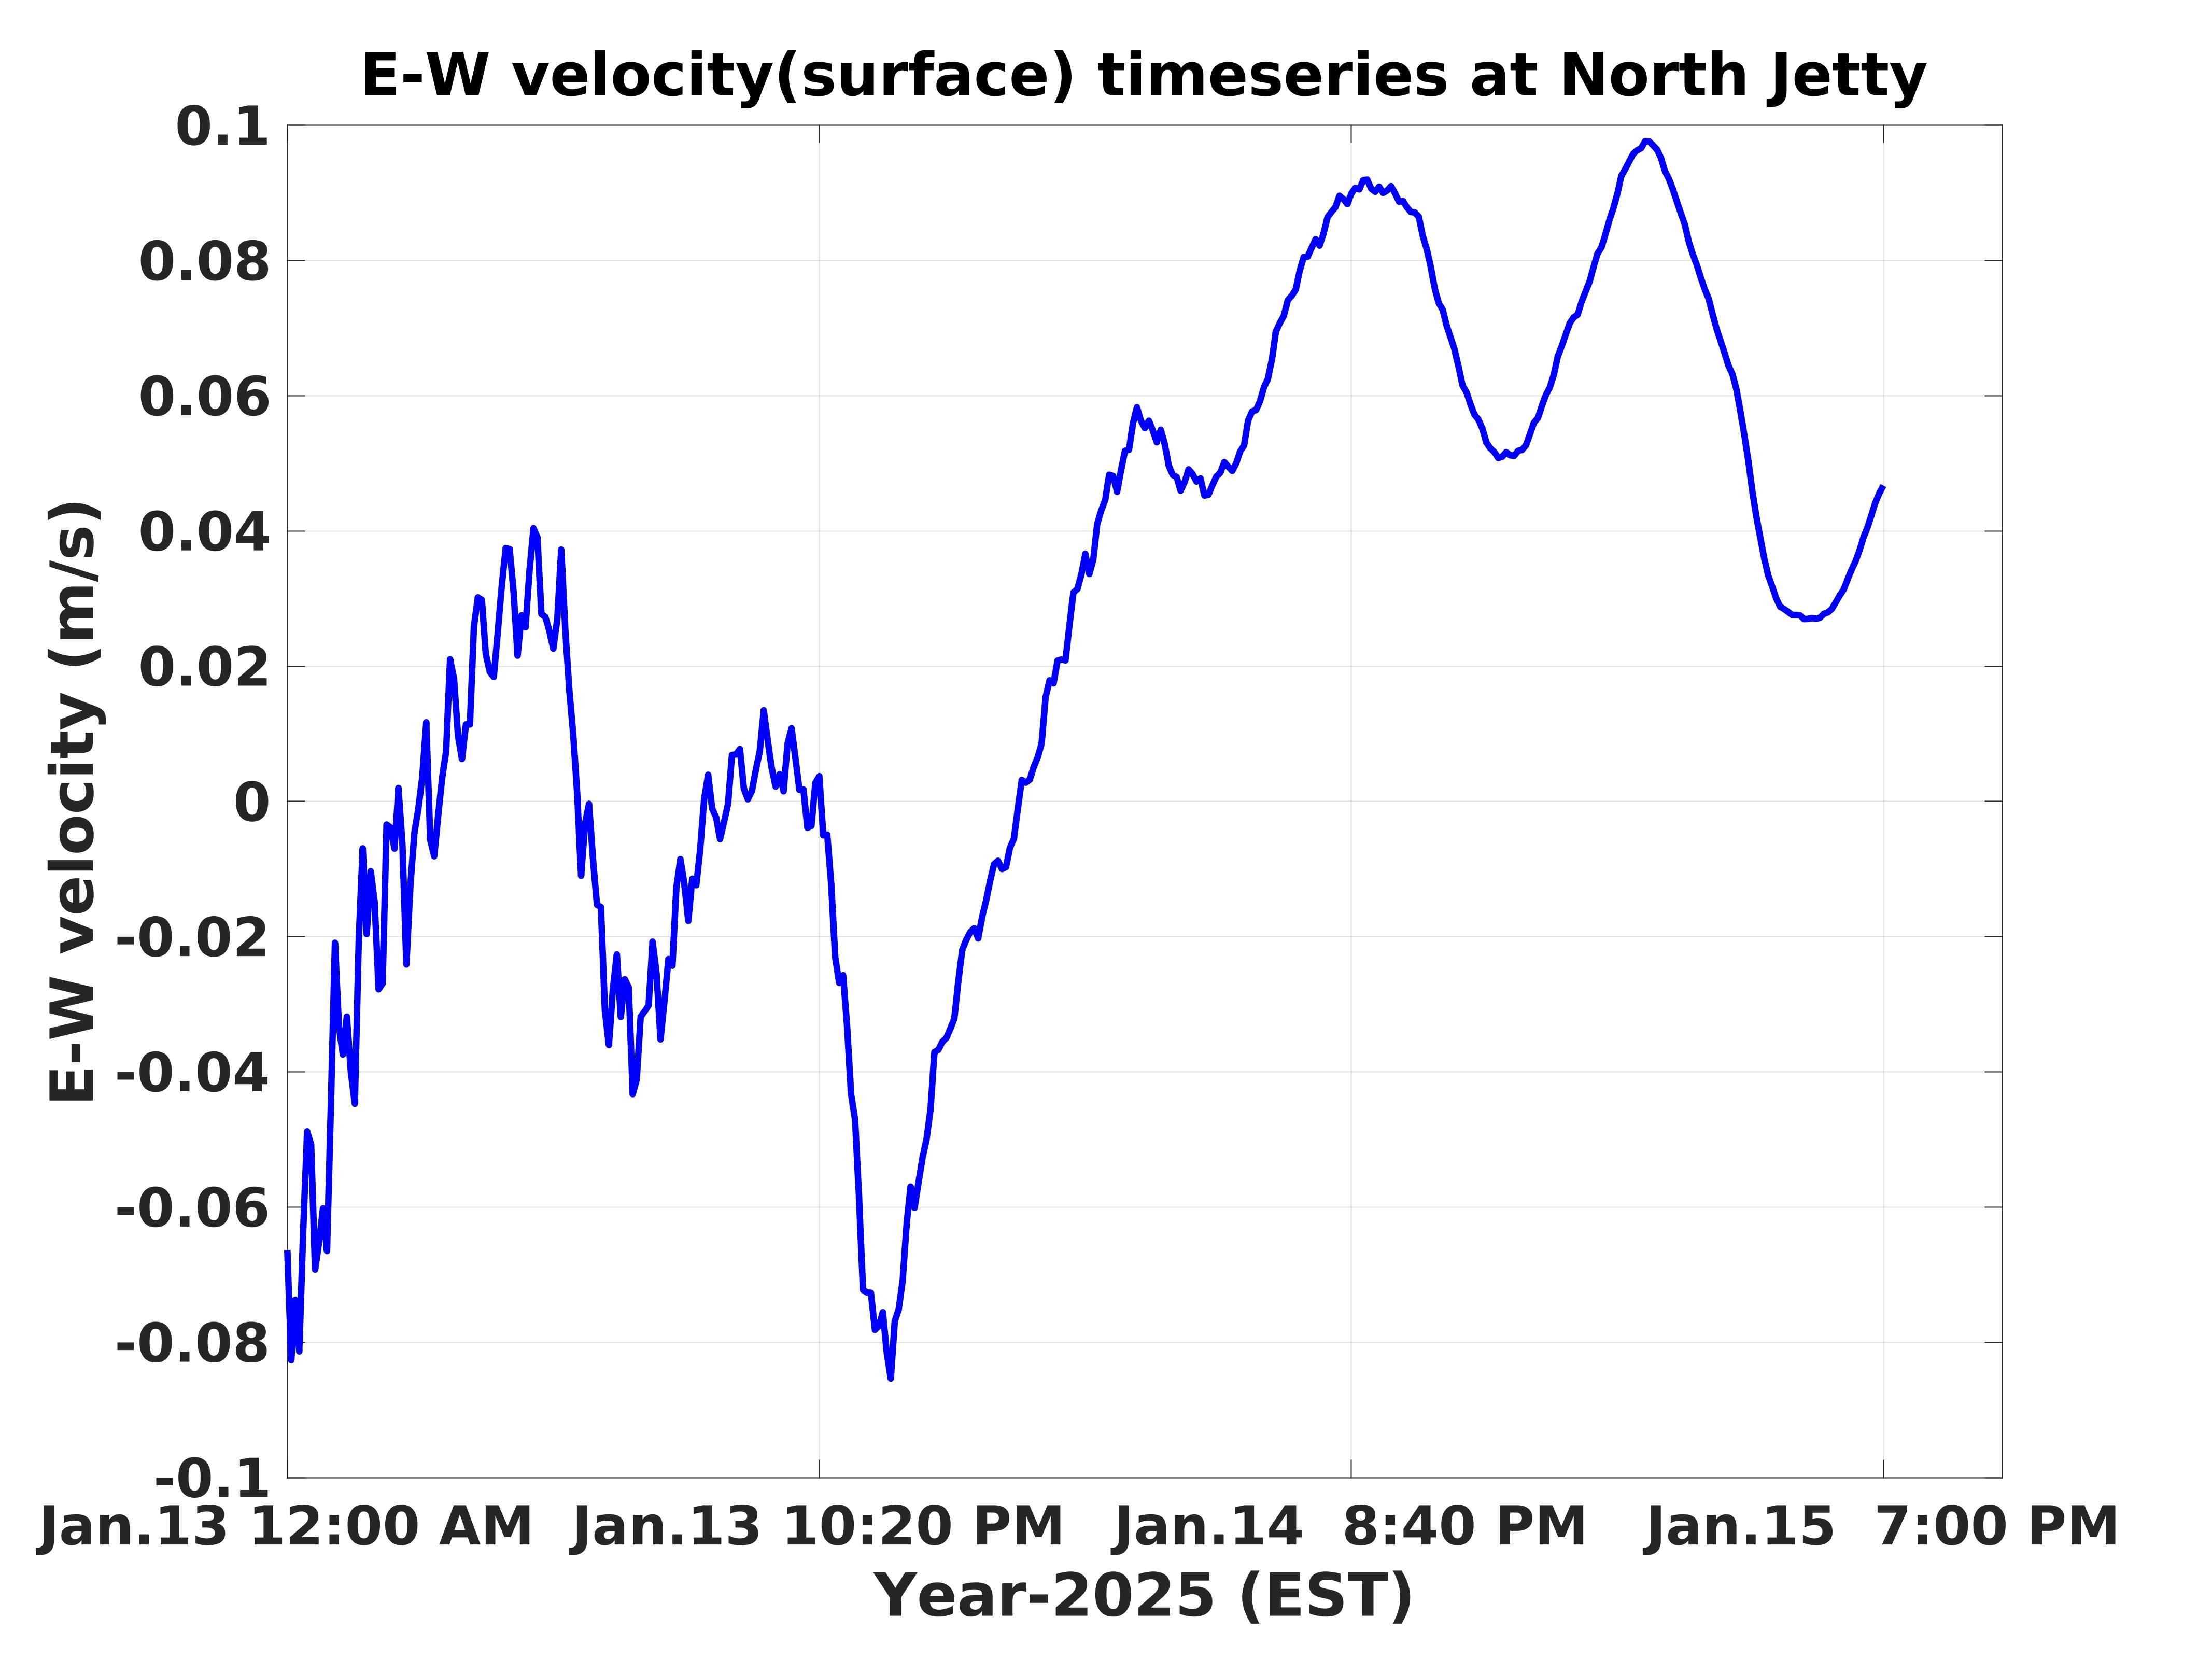 E-W velocity(surface) timeseries at North Jetty
E-W velocity (m/s)
0.1
0.08
0.06
0.04
0.02
0
-0.02
-0.04
-0.06
-0.08
-0.1
Jan.13 12:00 AM Jan.13 10:20 PM Jan.14 8:40 PM Jan.15 7:00 PM
Year-2025 (EST)